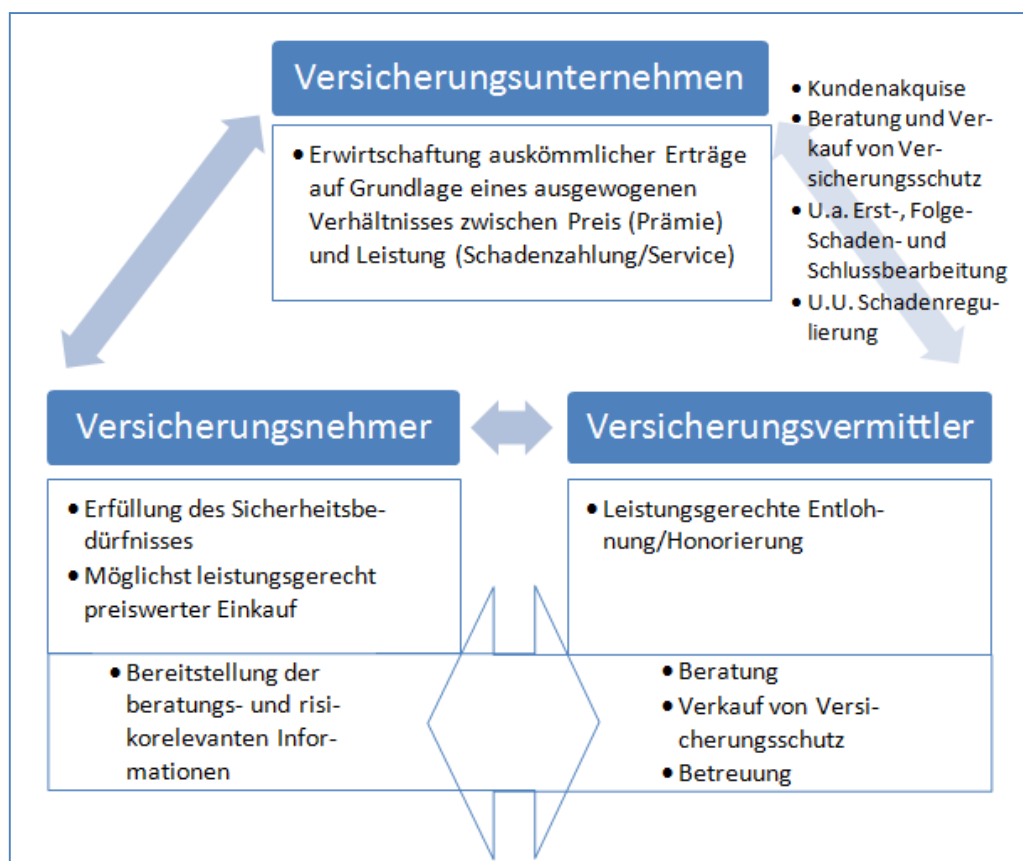 Versicherungsunternehmen
• Erwirtschaftung auskömmlicher Erträge
auf Grundlage eines ausgewogenen
Verhältnisses zwischen Preis (Prämie)
und Leistung (Schadenzahlung/Service)
• Kundenakquise
• Beratung und Ver-
kauf von Ver-
sicherungsschutz
• U.a. Erst-, Folge-
Schaden- und
Schlussbearbeitung
• U.U. Schadenregu-
lierung
Versicherungsnehmer
• Erfüllung des Sicherheitsbe-
dürfnisses
• Möglichst leistungsgerecht
preiswerter Einkauf
• Bereitstellung der
beratungs- und risi-
korelevanten Infor-
mationen
Versicherungsvermittler
• Leistungsgerechte Entloh-
nung/Honorierung
• Beratung
• Verkauf von Versi-
cherungsschutz
• Betreuung